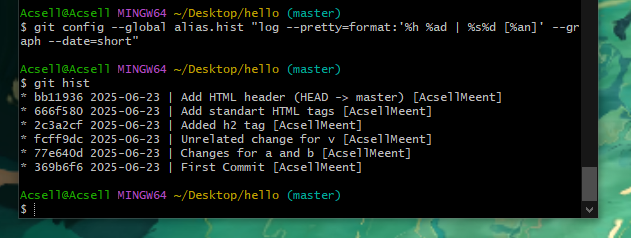 Acsell@Acsell MINGW64 ~/Desktop/hello (master)
$ git config --global alias.hist "log --pretty=format:'%h %ad | %s%d [%an]' --gr
aph --date=short"
Acsell@Acsell MINGW64 ~/Desktop/hello (master)
$ git hist
* bb11936 2025-06-23 | Add HTML header (HEAD -> master) [AcsellMeent]
* 666f580 2025-06-23 | Add standart HTML tags [AcsellMeent]
* 2c3a2cf 2025-06-23 | Added h2 tag [AcsellMeent]
* fcff9dc 2025-06-23 | Unrelated change for v [AcsellMeent]
* 77e640d 2025-06-23 | Changes for a and b [AcsellMeent]
* 369b6f6 2025-06-23 | First Commit [AcsellMeent]
Acsell@Acsell MINGW64 ~/Desktop/hello (master)
$